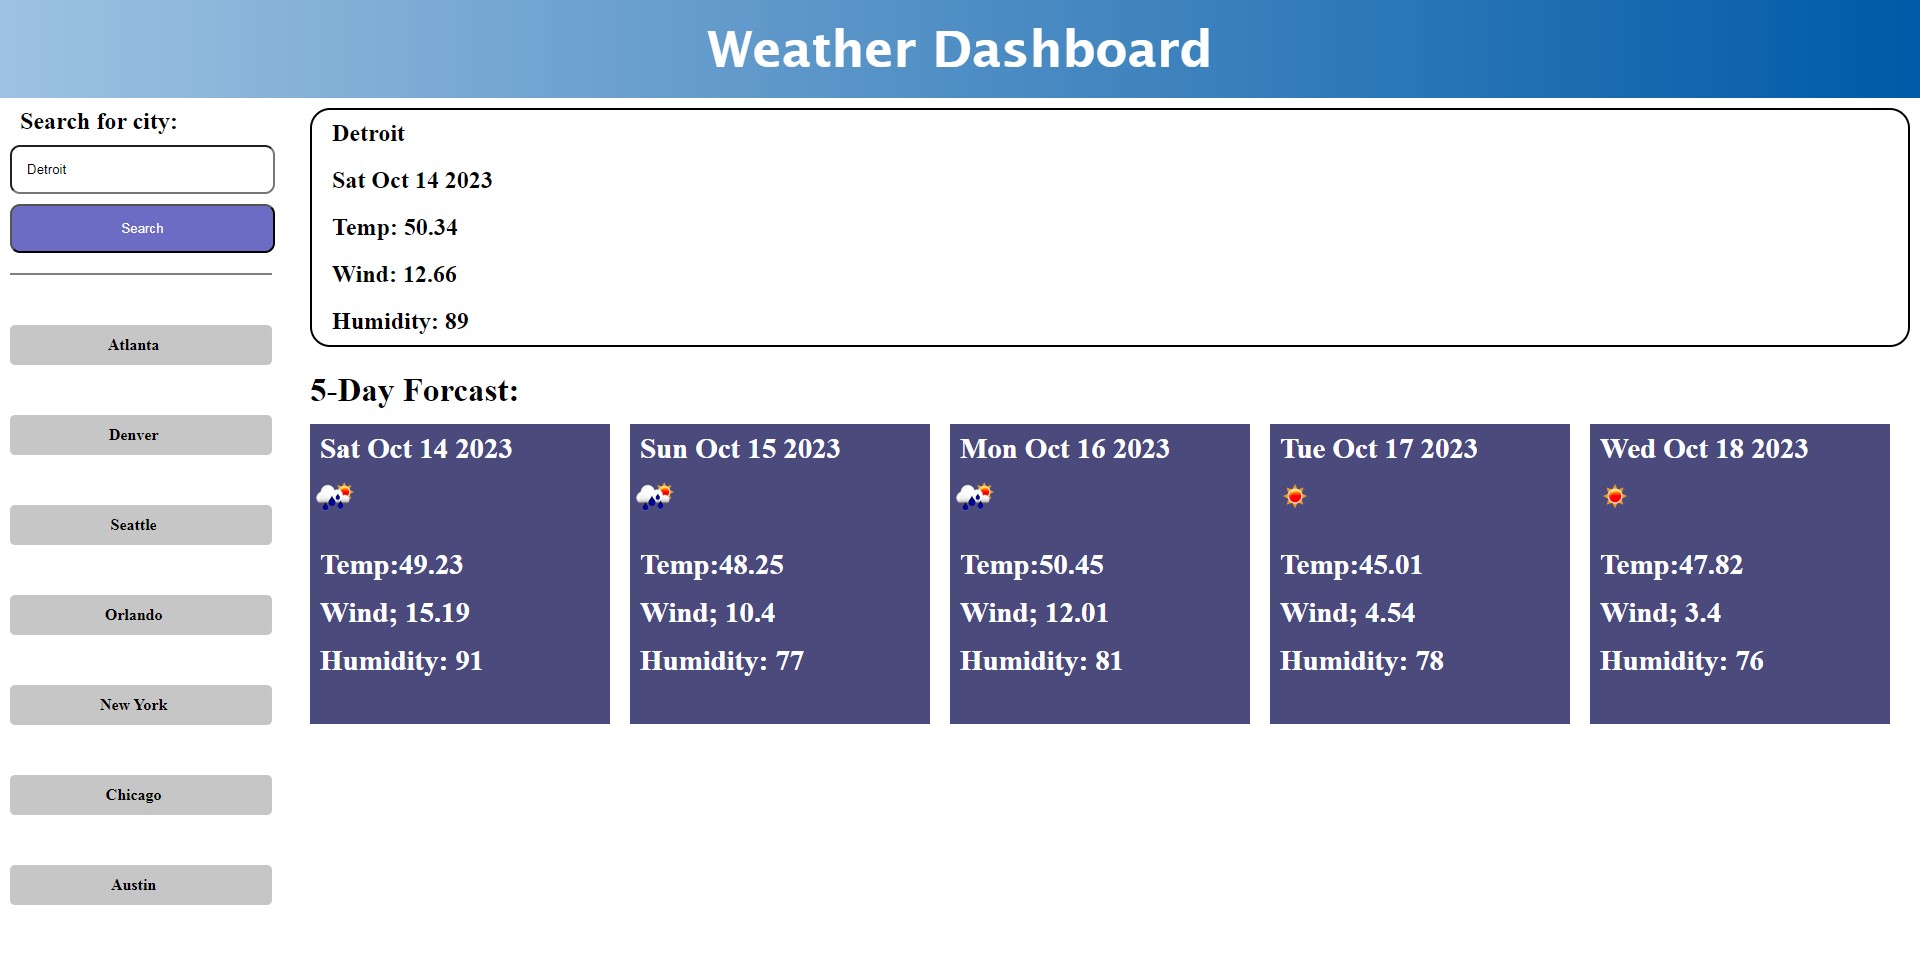 Weather Dashboard
Search for city:
Detroit
Search
Atlanta
Denver
Seattle
Orlando
New York
Chicago
Austin
Detroit
Sat Oct 14 2023
Temp: 50.34
Wind: 12.66
Humidity: 89
5-Day Forcast:
Sat Oct 14 2023
Temp:49.23
Wind; 15.19
Humidity: 91
Sun Oct 15 2023
Temp:48.25
Wind; 10.4
Humidity: 77
Mon Oct 16 2023
Temp:50.45
Wind; 12.01
Humidity: 81
Tue Oct 17 2023
Temp:45.01
Wind; 4.54
Humidity: 78
Wed Oct 18 2023
Temp:47.82
Wind; 3.4
Humidity: 76